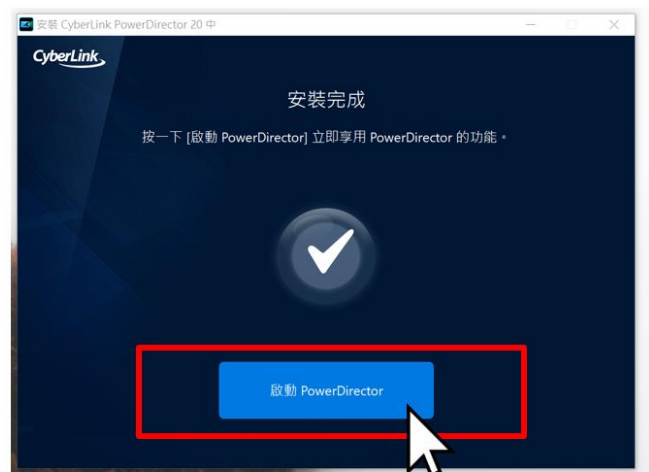 安裝 CyberLink PowerDirector 20 中
CyberLink
安裝完成
按一下 [啟動 PowerDirector] 立即享用 PowerDirector 的功能。
啟動 PowerDirector